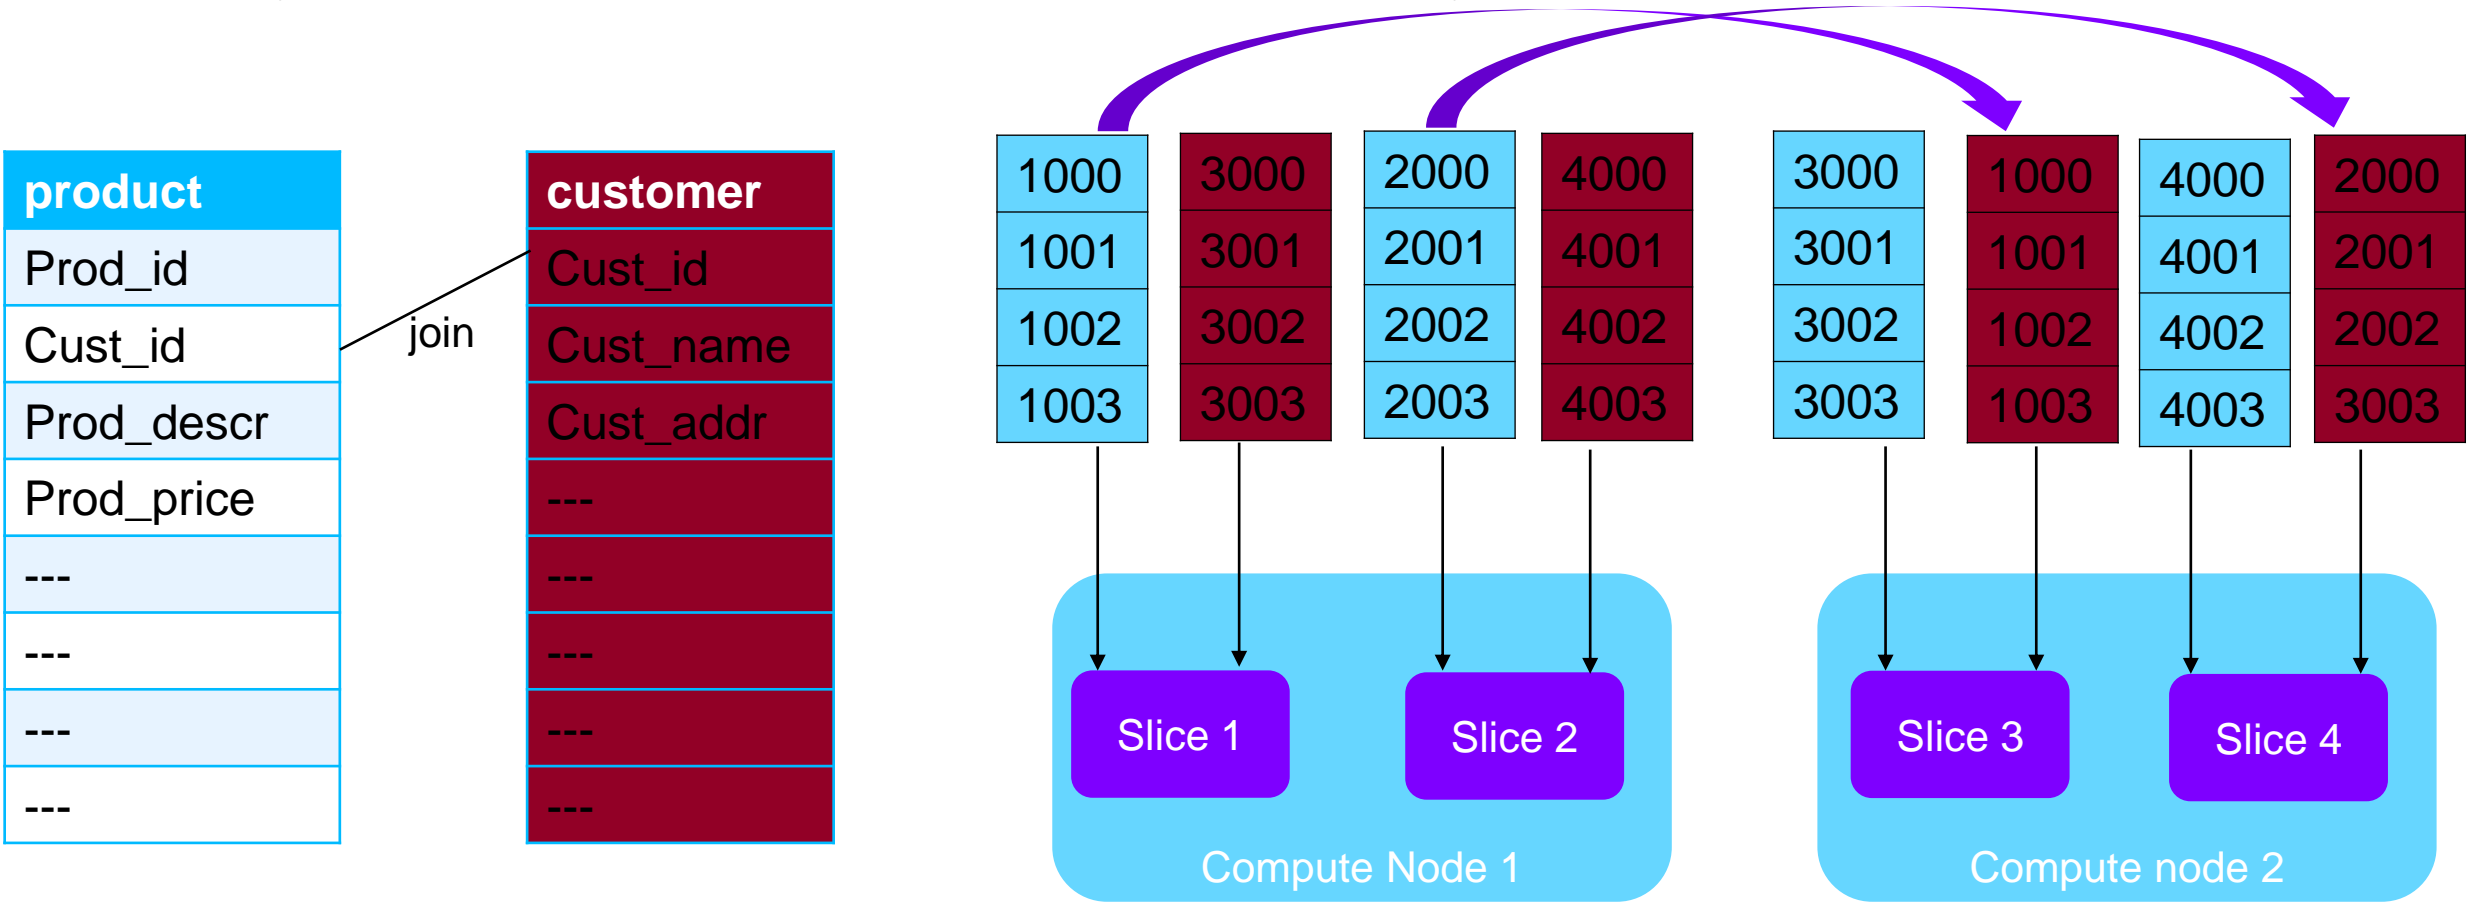 product
Prod_id
Cust_id
Prod_descr
Prod_price
---
---
---
---
join
customer
Cust_id
Cust_name
Cust_addr
---
---
---
---
---
1000
1001
1002
1003
3000
3001
3002
3003
2000
2001
2002
2003
4000
4001
4002
4003
3000
3001
3002
3003
1000
1001
1002
1003
4000
4001
4002
4003
2000
2001
2002
3003
Slice 1
Slice 2
Compute Node 1
Slice 3
Slice 4
Compute node 2